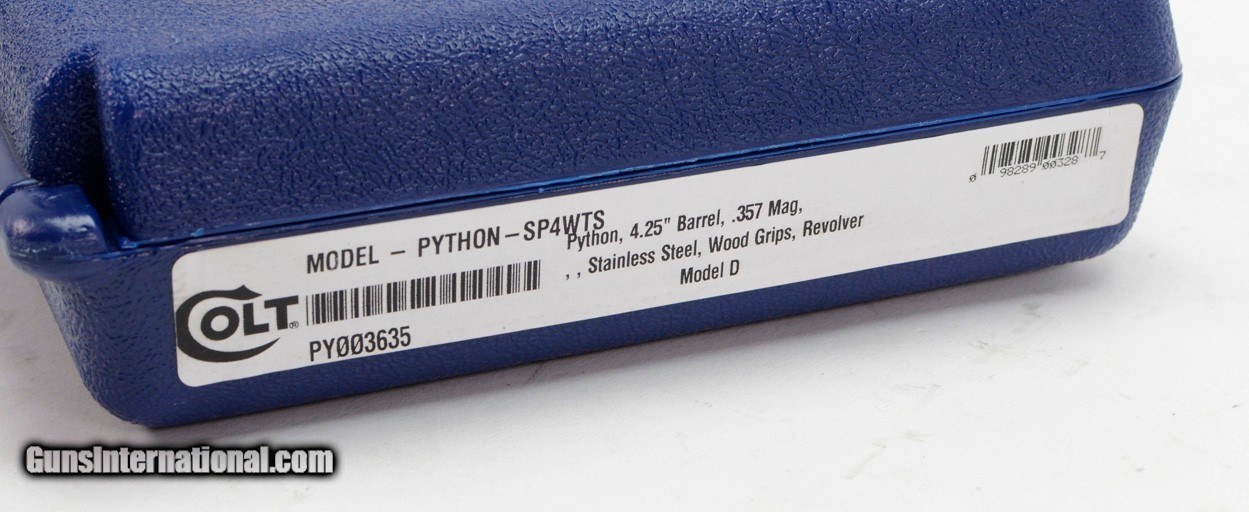 MODEL - PYTHON-SP4WTS
Python, 4.25" Barrel, .357 Mag,
, , Stainless Steel, Wood Grips, Revolver
Model D
COLT®
PY003635
0 98289 00328 7
GunsInternational.com